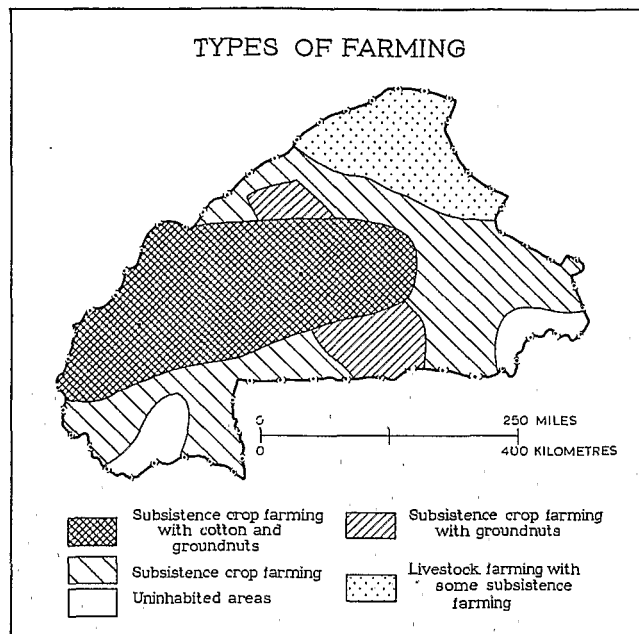 TYPES OF FARMING
0 250 MILES
0 400 KILOMETRES
Subsistence crop farming
with cotton and
groundnuts
Subsistence crop farming
Uninhabited areas
Subsistence crop farming
with groundnuts
Livestock farming with
some subsistence
farming